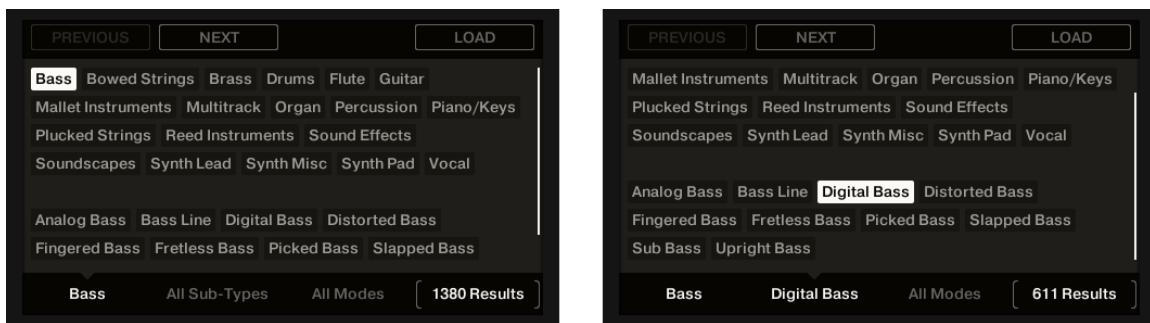 PREVIOUS NEXT LOAD
Bass Bowed Strings Brass Drums Flute Guitar
Mallet Instruments Multitrack Organ Percussion Piano/Keys
Plucked Strings Reed Instruments Sound Effects
Soundscapes Synth Lead Synth Misc Synth Pad Vocal
Analog Bass Bass Line Digital Bass Distorted Bass
Fingered Bass Fretless Bass Picked Bass Slapped Bass
Bass All Sub-Types All Modes 1380 Results
PREVIOUS NEXT LOAD
Mallet Instruments Multitrack Organ Percussion Piano/Keys
Plucked Strings Reed Instruments Sound Effects
Soundscapes Synth Lead Synth Misc Synth Pad Vocal
Analog Bass Bass Line Digital Bass Distorted Bass
Fingered Bass Fretless Bass Picked Bass Slapped Bass
Sub Bass Upright Bass
Bass Digital Bass All Modes 611 Results